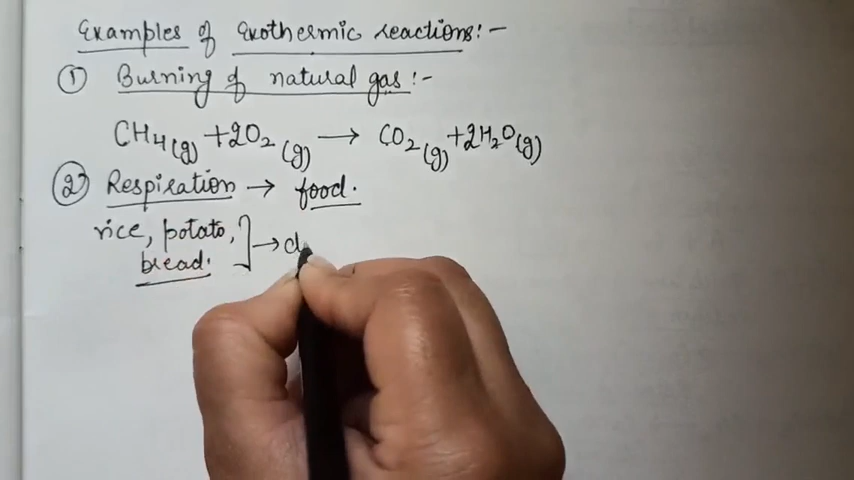 Examples of Exothermic reactions:-
① Burning of natural gas:-
CH₄(g) + 2O₂(g) → CO₂(g) + 2H₂O(g)
② Respiration → food.
rice, potato, ] → d
bread.